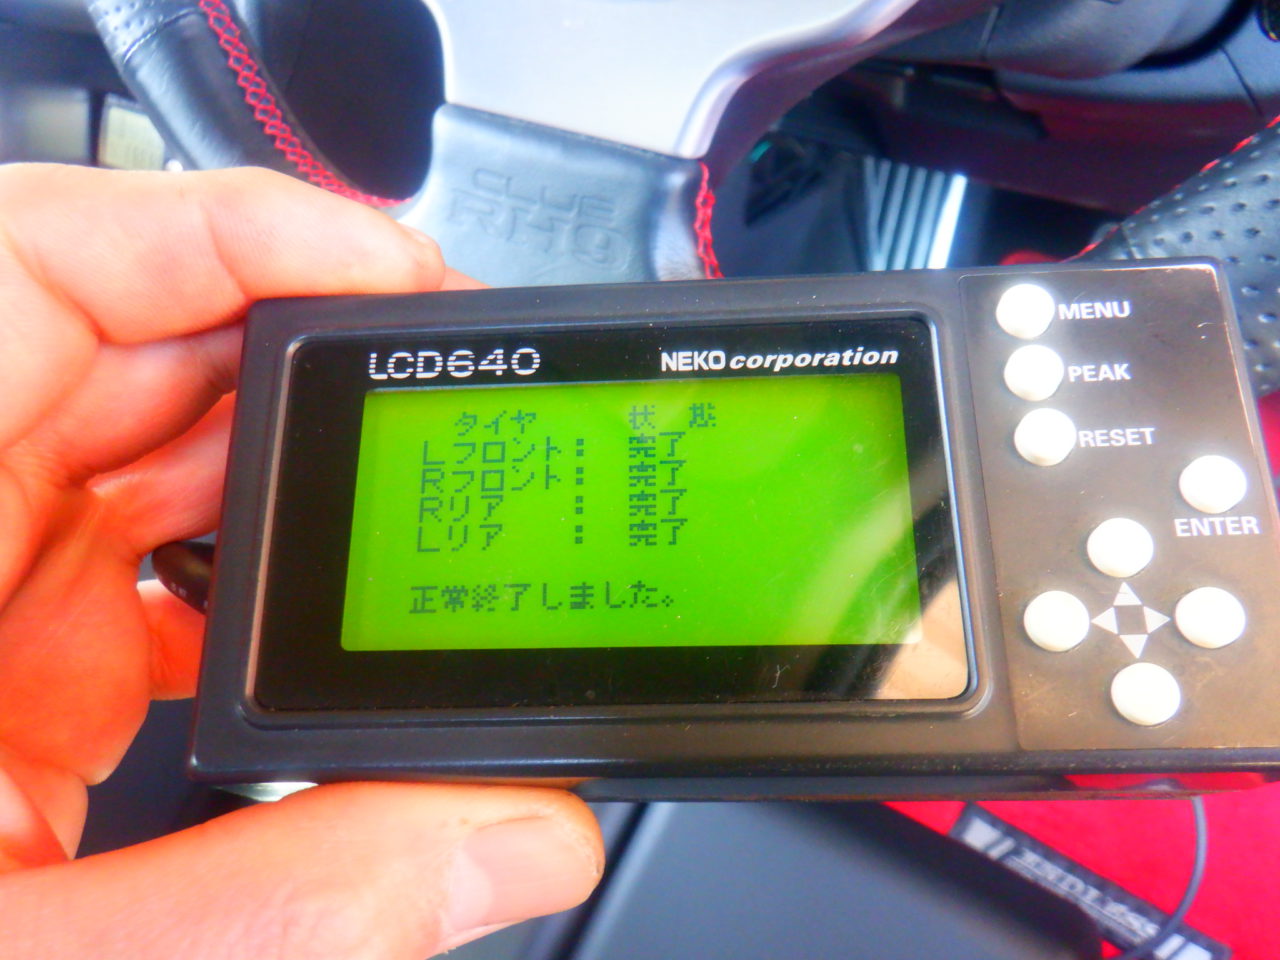 LCD640
NEKO corporation
タイヤ 状態
Lフロント: 完了
Rフロント: 完了
Rリア : 完了
Lリア : 完了
正常終了しました。
MENU
PEAK
RESET
ENTER
ENDLESS